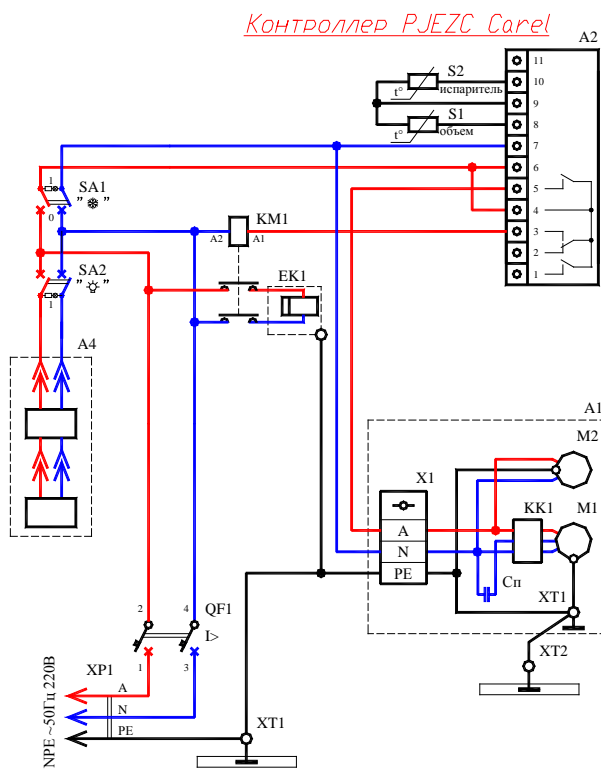 Контроллер PJEZC Carel
A2
11
S2
испаритель
t°
10
9
S1
объем
t°
8
7
6
1
SA1
" ❄ "
0
5
4
KM1
A2
A1
3
2
1
SA2
" "
1
EK1
A4
A1
M2
X1
KK1
M1
A
N
PE
Сп
XT1
XT2
2
4
QF1
I>
1
3
XP1
A
N
PE
NPE ~50Гц 220В
XT1